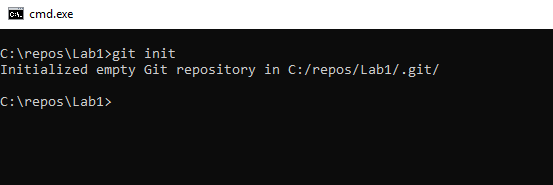 cmd.exe
C:\repos\Lab1>git init
Initialized empty Git repository in C:/repos/Lab1/.git/
C:\repos\Lab1>